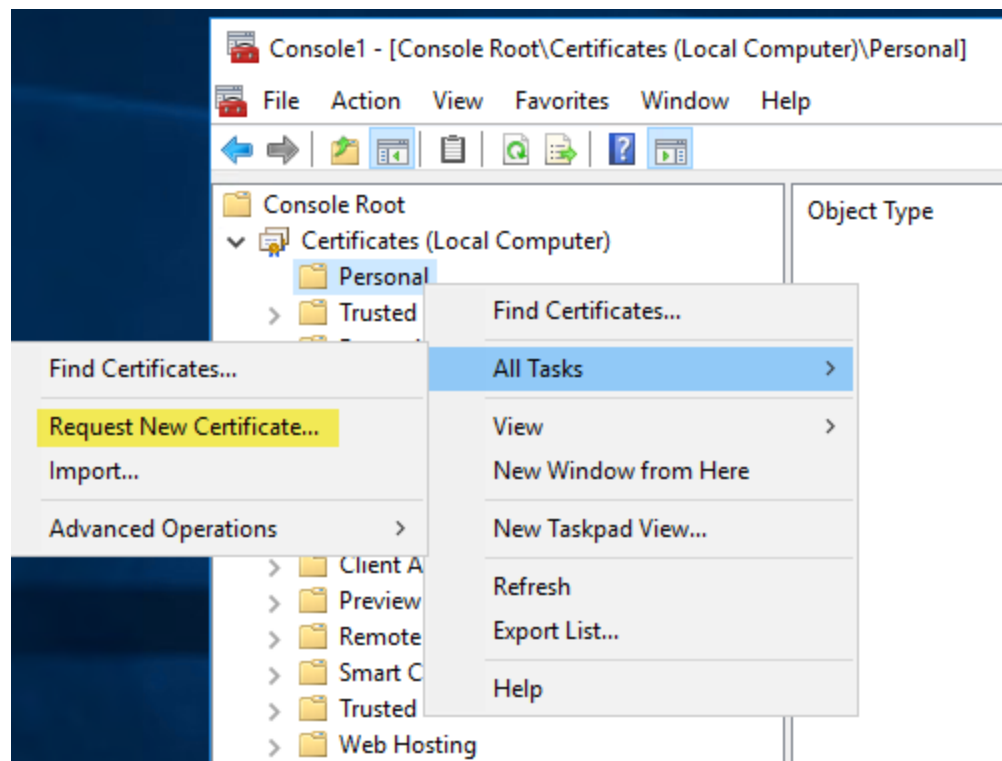 Console1 - [Console Root\Certificates (Local Computer)\Personal]
File Action View Favorites Window Help
Console Root
Object Type
Certificates (Local Computer)
Personal
Trusted
Find Certificates...
All Tasks
View
New Window from Here
New Taskpad View...
Refresh
Export List...
Help
Find Certificates...
Request New Certificate...
Import...
Advanced Operations
Client A
Preview
Remote
Smart C
Trusted
Web Hosting